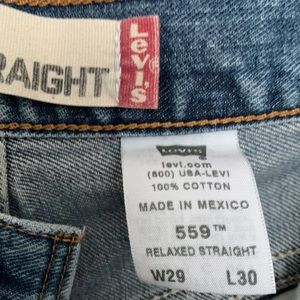 RAIGHT
Levi's
LEVI'S
levi.com
(800) USA-LEVI
100% COTTON
MADE IN MEXICO
559™
RELAXED STRAIGHT
W29 L30